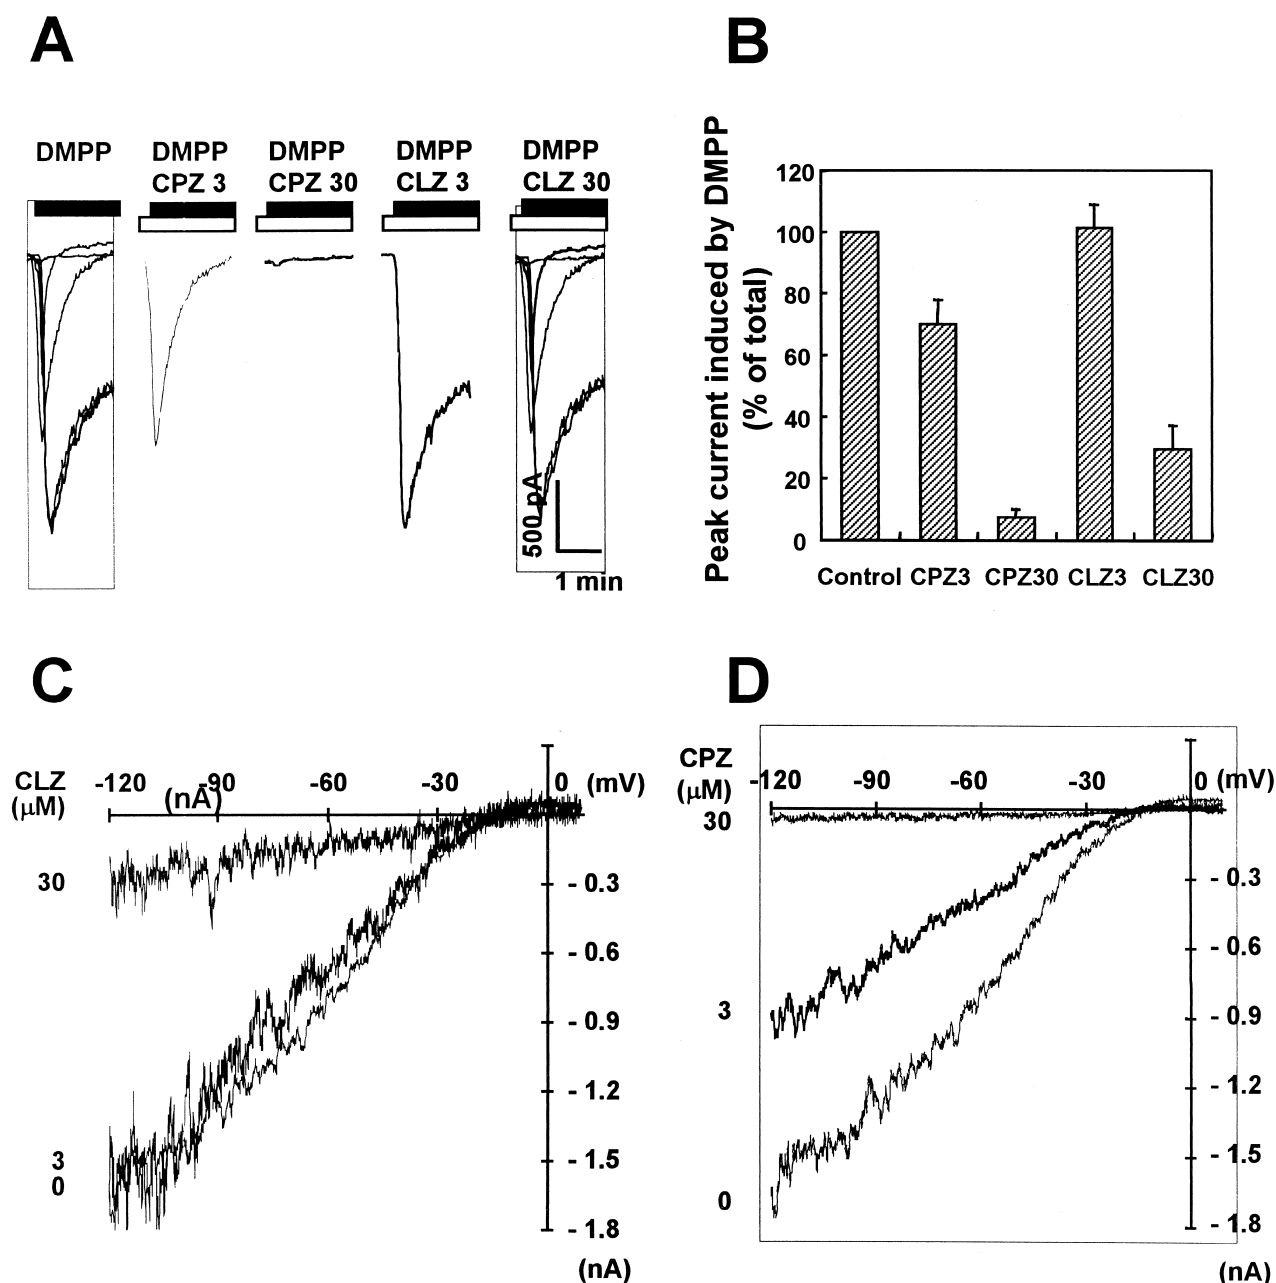 A
B
DMPP
DMPP
CPZ 3
DMPP
CPZ 30
DMPP
CLZ 3
DMPP
CLZ 30
500 pA
1 min
Peak current induced by DMPP
(% of total)
120
100
80
60
40
20
0
Control CPZ3 CPZ30 CLZ3 CLZ30
C
D
CLZ
(μM)
-120 -90 -60 -30 0 (mV)
(nA)
30
3
0
- 0.3
- 0.6
- 0.9
- 1.2
- 1.5
- 1.8
(nA)
CPZ
(μM)
-120 -90 -60 -30 0 (mV)
30
3
0
- 0.3
- 0.6
- 0.9
- 1.2
- 1.5
- 1.8
(nA)